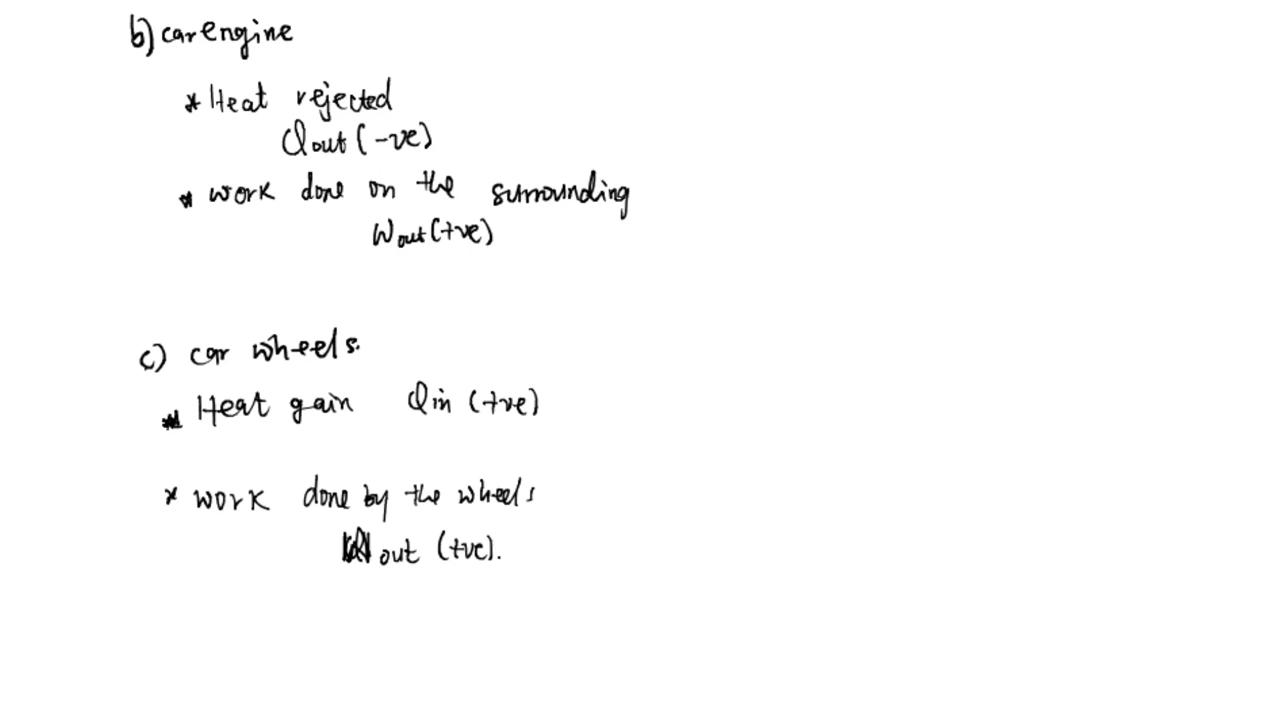 b) car engine
* Heat rejected
Qout (-ve)
* work done on the surrounding
Wout (+ve)
c) car wheels.
* Heat gain Qin (+ve)
* work done by the wheels
Wout (+ve).